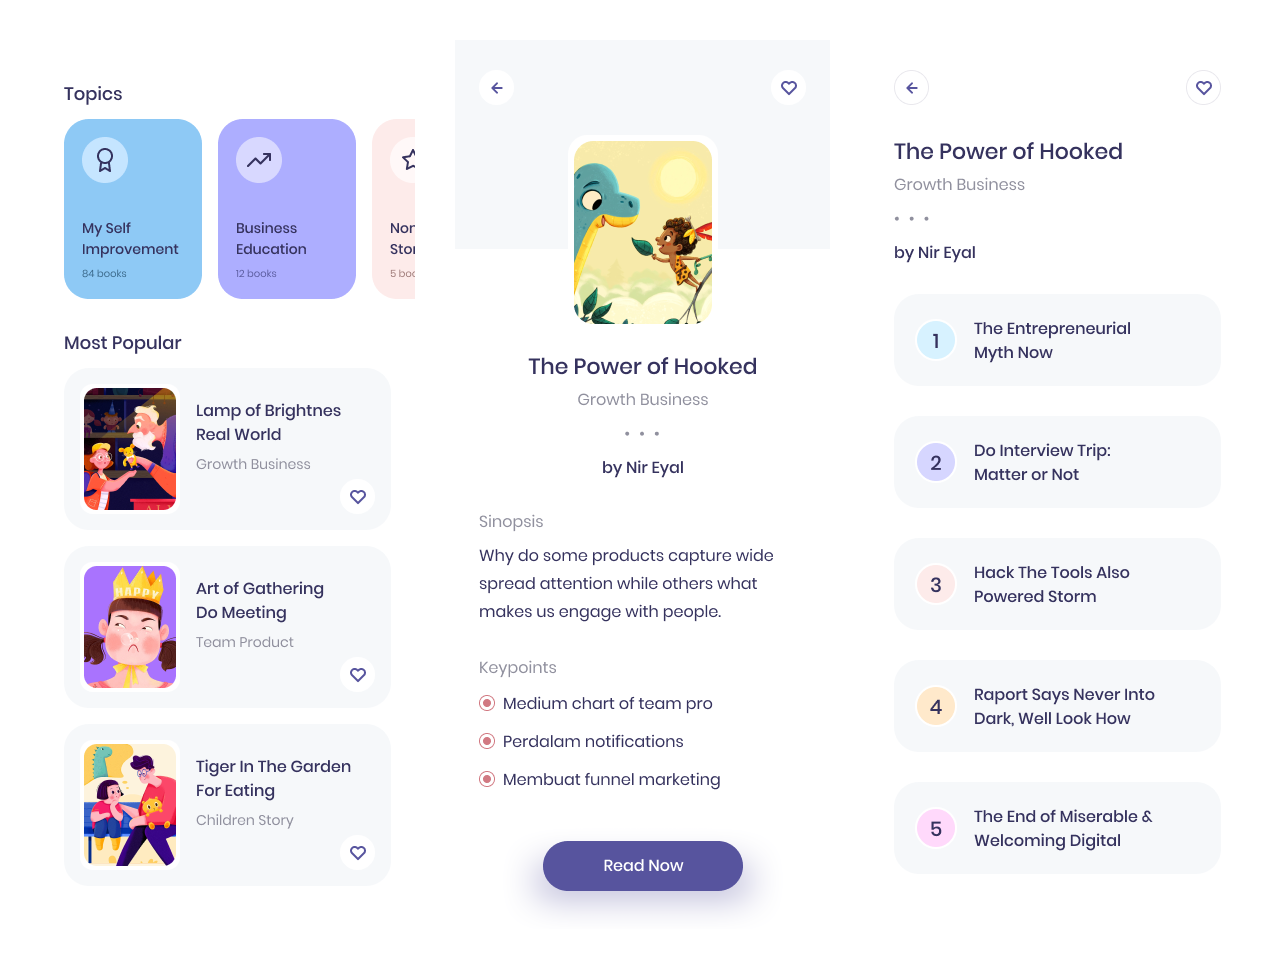 Topics
My Self
Improvement
84 books
Business
Education
12 books
5
Most Popular
Lamp of Brightnes
Real World
Growth Business
Art of Gathering
Do Meeting
Team Product
HAPPY
Tiger In The Garden
For Eating
Children Story
The Power of Hooked
Growth Business
by Nir Eyal
Sinopsis
Why do some products capture wide
spread attention while others what
makes us engage with people.
Keypoints
Medium chart of team pro
Perdalam notifications
Membuat funnel marketing
Read Now
The Power of Hooked
Growth Business
by Nir Eyal
1
The Entrepreneurial
Myth Now
2
Do Interview Trip:
Matter or Not
3
Hack The Tools Also
Powered Storm
4
Raport Says Never Into
Dark, Well Look How
5
The End of Miserable &
Welcoming Digital